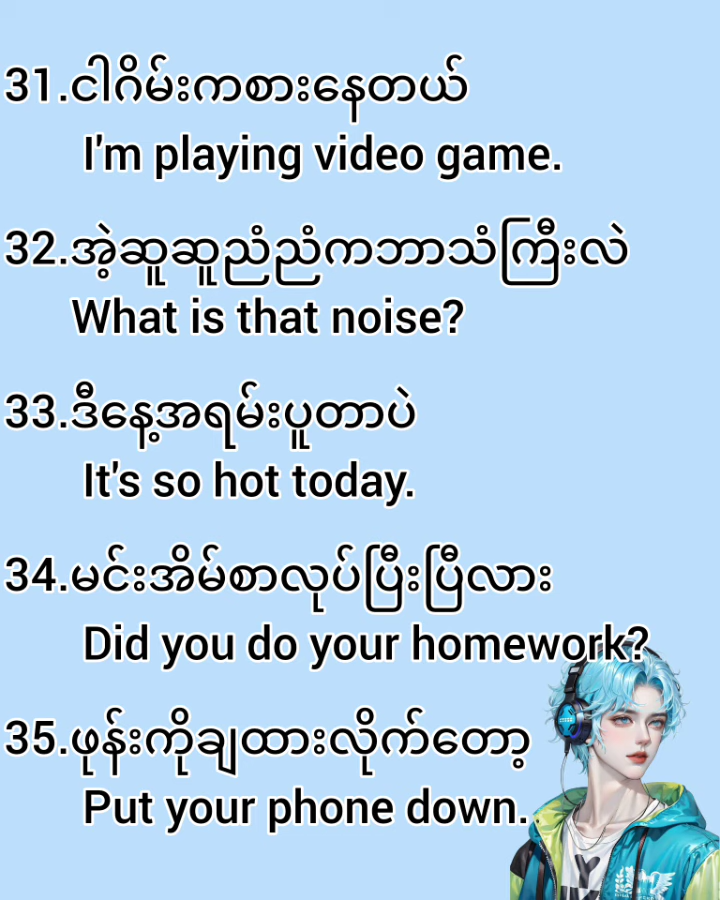 31.ငါဂိမ်းကစားနေတယ်
I'm playing video game.
32.အဲ့ဆူဆူညံညံကဘာသံကြီးလဲ
What is that noise?
33.ဒီနေ့အရမ်းပူတာပဲ
It's so hot today.
34.မင်းအိမ်စာလုပ်ပြီးပြီလား
Did you do your homework?
35.ဖုန်းကိုချထားလိုက်တော့
Put your phone down.